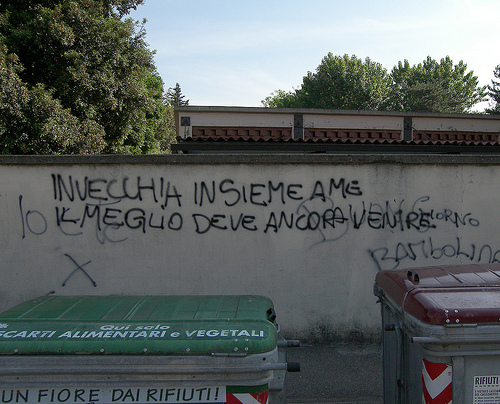 INVECCHIA INSIEME A ME
IL MEGLIO DEVE ANCORA VENIRE
IO
GIORNO
BAMBOLINA
X
Qui solo
SCARTI ALIMENTARI e VEGETALI
UN FIORE DAI RIFIUTI!
RIFIUTI